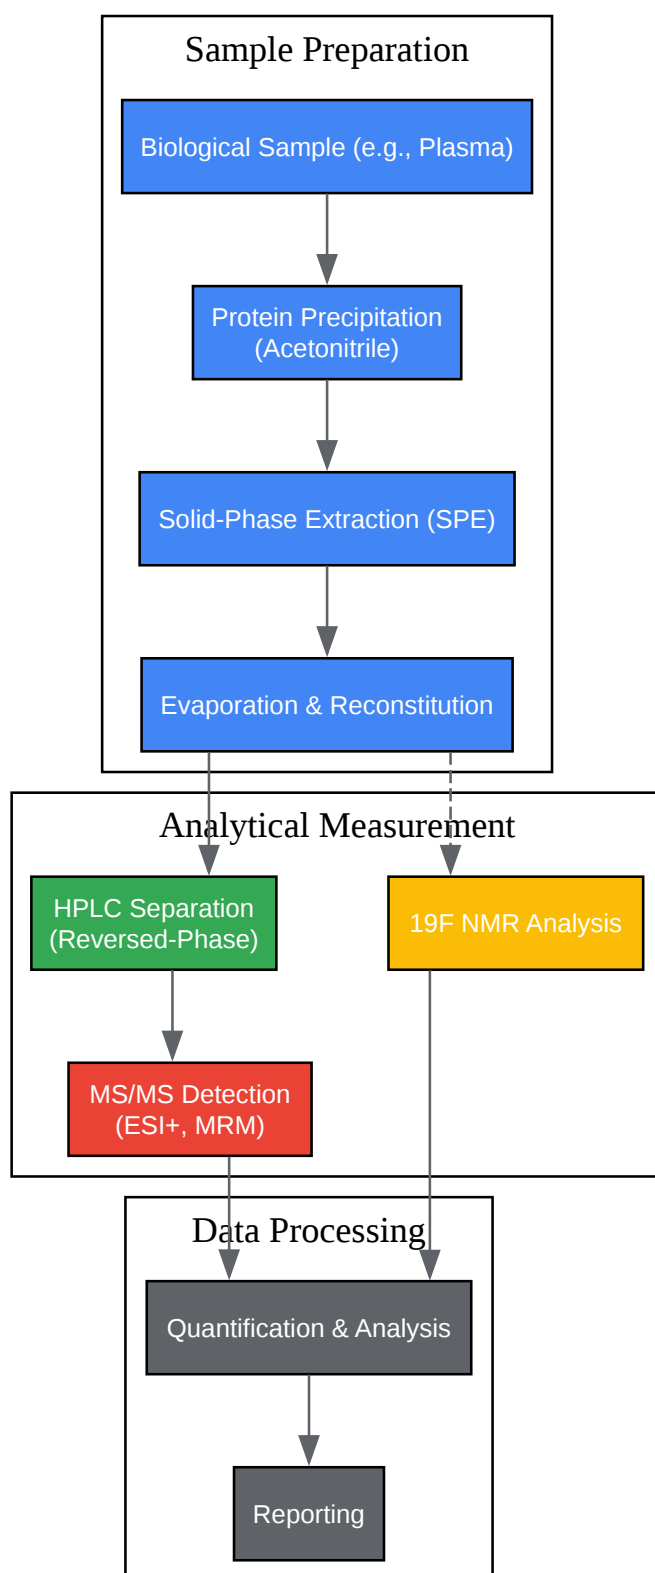 Sample Preparation
Biological Sample (e.g., Plasma)
Protein Precipitation
(Acetonitrile)
Solid-Phase Extraction (SPE)
Evaporation & Reconstitution
Analytical Measurement
HPLC Separation
(Reversed-Phase)
19F NMR Analysis
MS/MS Detection
(ESI+, MRM)
Data Processing
Quantification & Analysis
Reporting